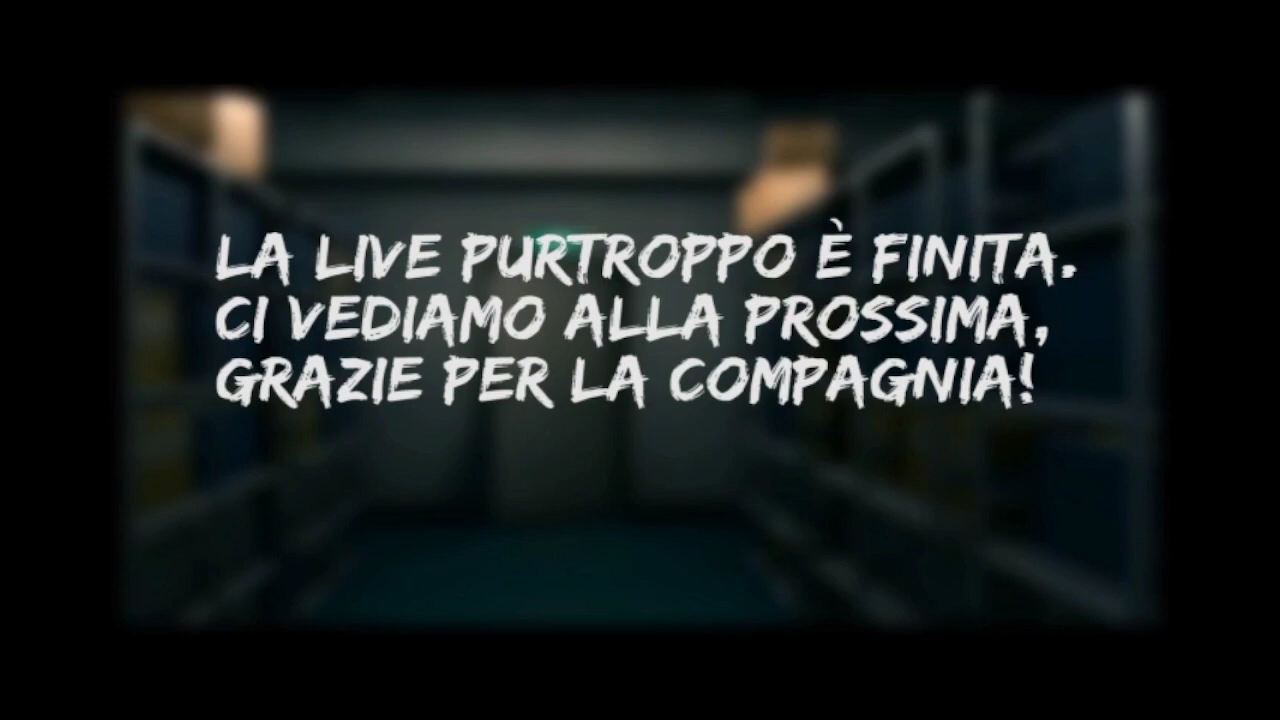 LA LIVE PURTROPPO È FINITA.
CI VEDIAMO ALLA PROSSIMA,
GRAZIE PER LA COMPAGNIA!